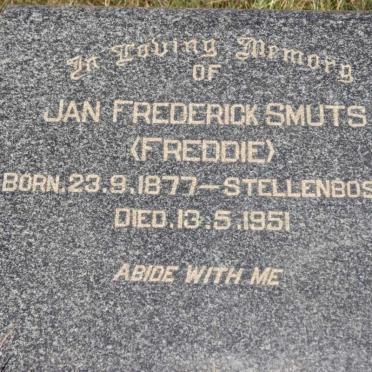 In Loving Memory
OF
JAN FREDERICK SMUTS
(FREDDIE)
BORN.23.9.1877—STELLENBOS
DIED.13.5.1951
ABIDE WITH ME